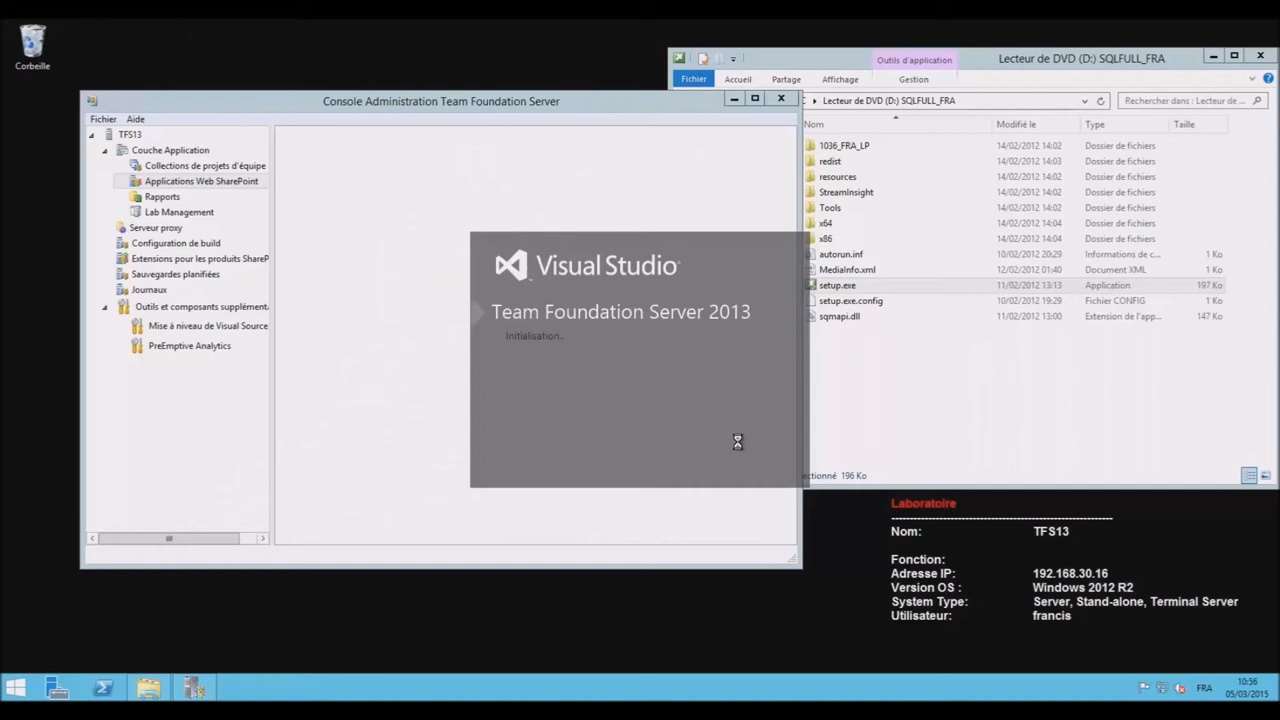 Corbeille
Outils d'application
Lecteur de DVD (D:) SQLFULL_FRA
Fichier
Accueil
Partage
Affichage
Gestion
Lecteur de DVD (D:) SQLFULL_FRA
Rechercher dans : Lecteur de ...
Nom
Modifié le
Type
Taille
1036_FRA_LP 14/02/2012 14:02 Dossier de fichiers
redist 14/02/2012 14:02 Dossier de fichiers
resources 14/02/2012 14:02 Dossier de fichiers
StreamInsight 14/02/2012 14:02 Dossier de fichiers
Tools 14/02/2012 14:02 Dossier de fichiers
x64 14/02/2012 14:04 Dossier de fichiers
x86 14/02/2012 14:04 Dossier de fichiers
autorun.inf 10/02/2012 20:29 Informations de c... 1 Ko
MediaInfo.xml 12/02/2012 01:40 Document XML 1 Ko
setup.exe 11/02/2012 13:13 Application 197 Ko
setup.exe.config 10/02/2012 19:29 Fichier CONFIG 1 Ko
sqmapi.dll 11/02/2012 13:00 Extension de l'app... 147 Ko
ectionné 196 Ko
Console Administration Team Foundation Server
Fichier
Aide
TFS13
Couche Application
Collections de projets d'équipe
Applications Web SharePoint
Rapports
Lab Management
Serveur proxy
Configuration de build
Extensions pour les produits ShareP
Sauvegardes planifiées
Journaux
Outils et composants supplément
Mise à niveau de Visual Source
PreEmptive Analytics
Visual Studio
Team Foundation Server 2013
Initialisation..
Laboratoire
Nom: TFS13
Fonction:
Adresse IP: 192.168.30.16
Version OS : Windows 2012 R2
System Type: Server, Stand-alone, Terminal Server
Utilisateur: francis
FRA
10:56
05/03/2015